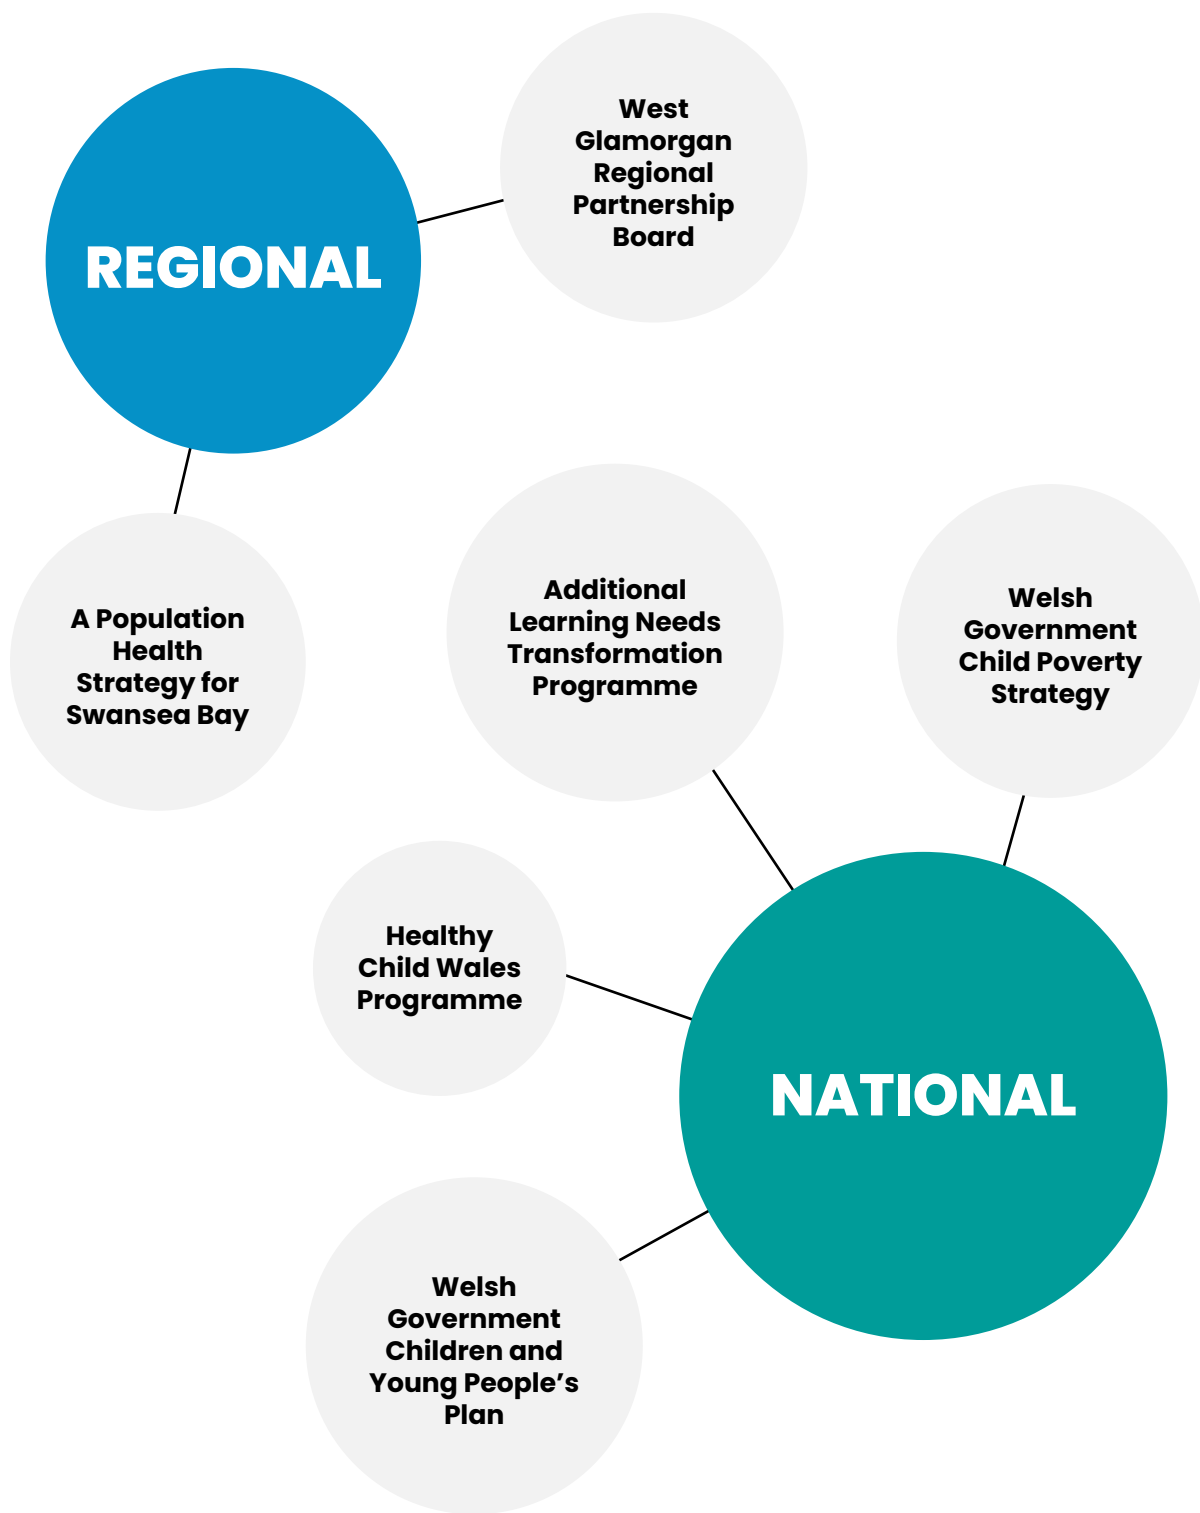 West
Glamorgan
Regional
Partnership
Board
REGIONAL
A Population
Health
Strategy for
Swansea Bay
Additional
Learning Needs
Transformation
Programme
Welsh
Government
Child Poverty
Strategy
Healthy
Child Wales
Programme
NATIONAL
Welsh
Government
Children and
Young People’s
Plan